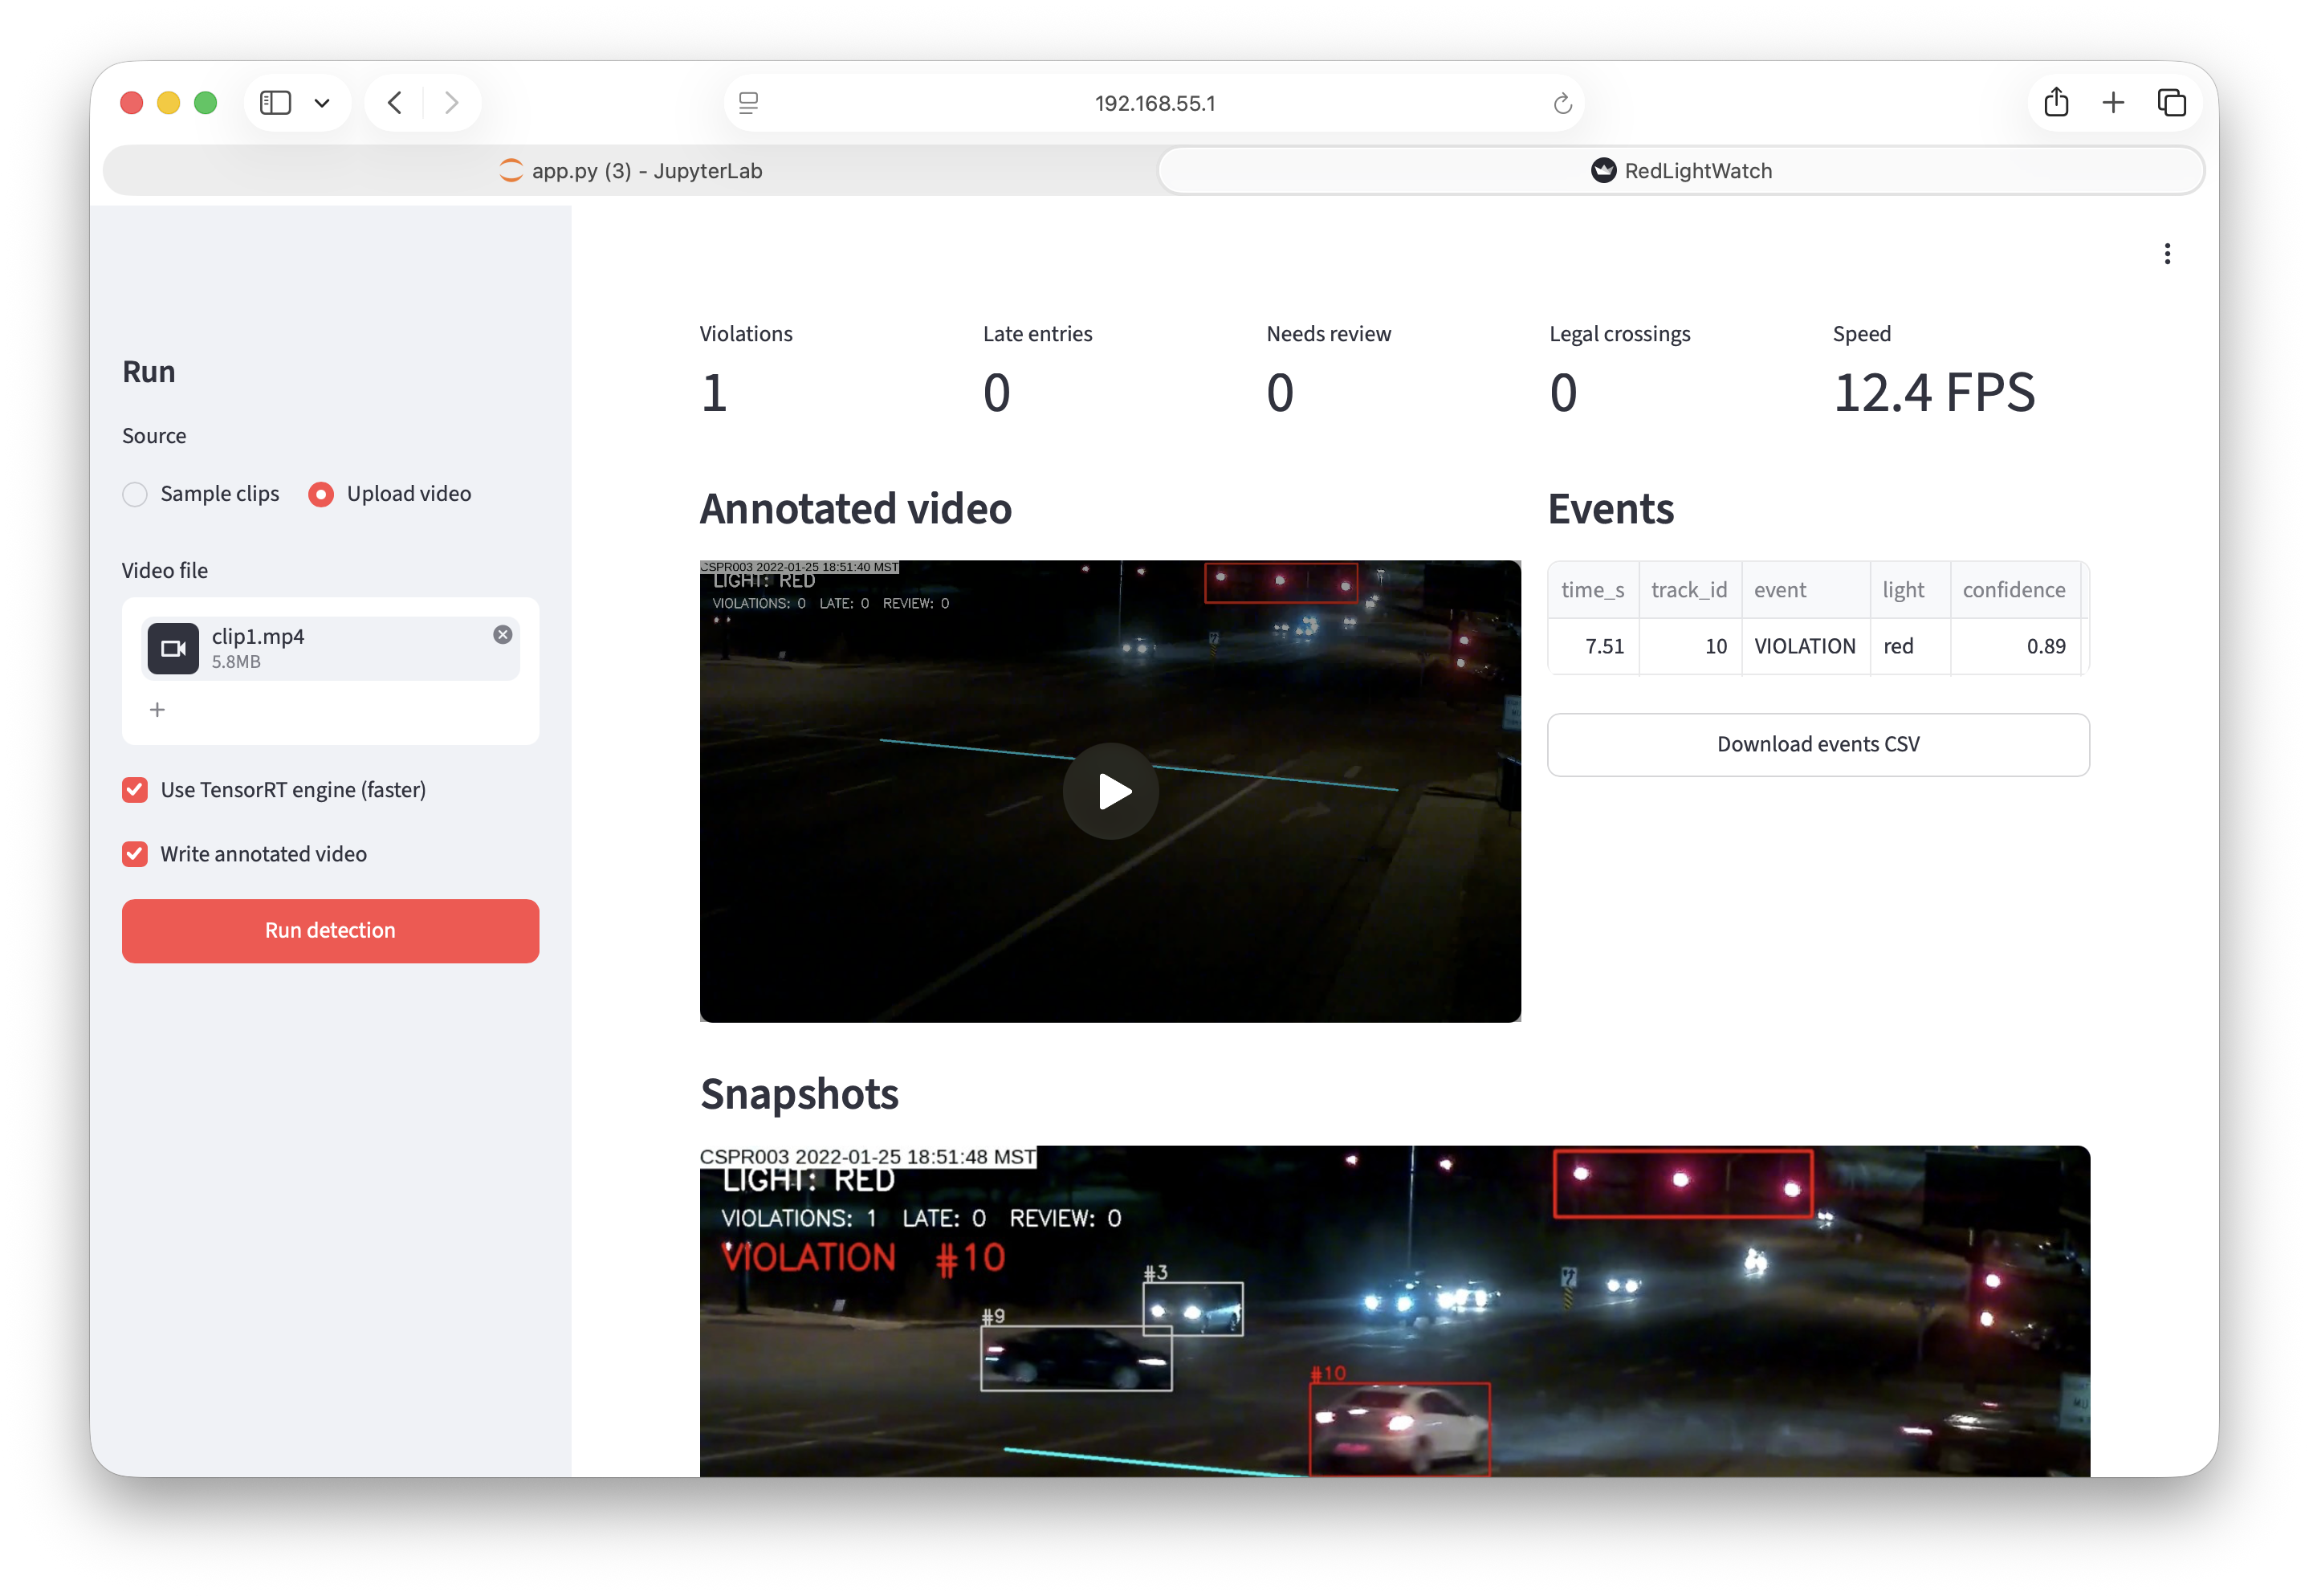 192.168.55.1
app.py (3) - JupyterLab
RedLightWatch
Run
Source
Sample clips
Upload video
Video file
clip1.mp4
5.8MB
Use TensorRT engine (faster)
Write annotated video
Run detection
Violations
1
Late entries
0
Needs review
0
Legal crossings
0
Speed
12.4 FPS
Annotated video
CSPR003 2022-01-25 18:51:40 MST
LIGHT: RED
VIOLATIONS: 0 LATE: 0 REVIEW: 0
Events
time_s track_id event light confidence
7.51 10 VIOLATION red 0.89
Download events CSV
Snapshots
CSPR003 2022-01-25 18:51:48 MST
LIGHT: RED
VIOLATIONS: 1 LATE: 0 REVIEW: 0
VIOLATION #10
#3
#9
#10